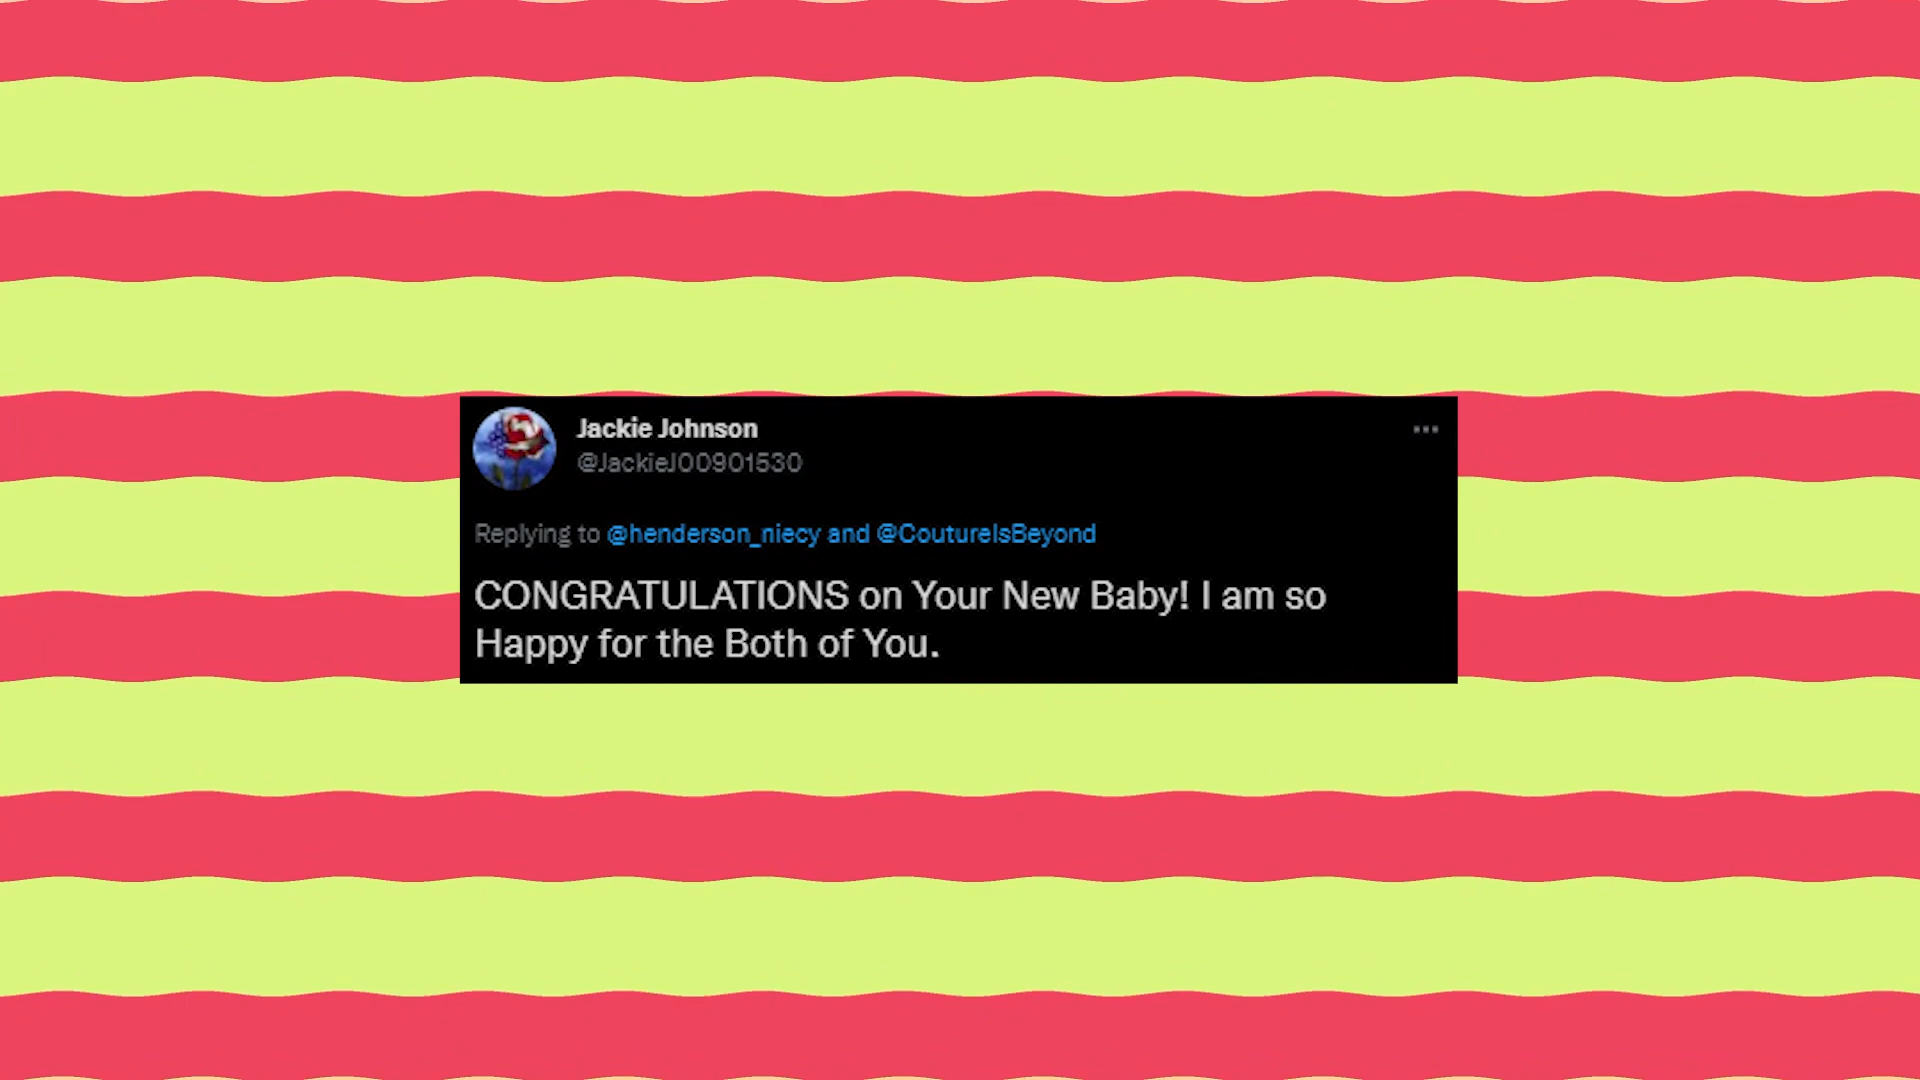 Jackie Johnson
@JackieJ00901530
Replying to @henderson_niecy and @CoutureIsBeyond
CONGRATULATIONS on Your New Baby! I am so
Happy for the Both of You.